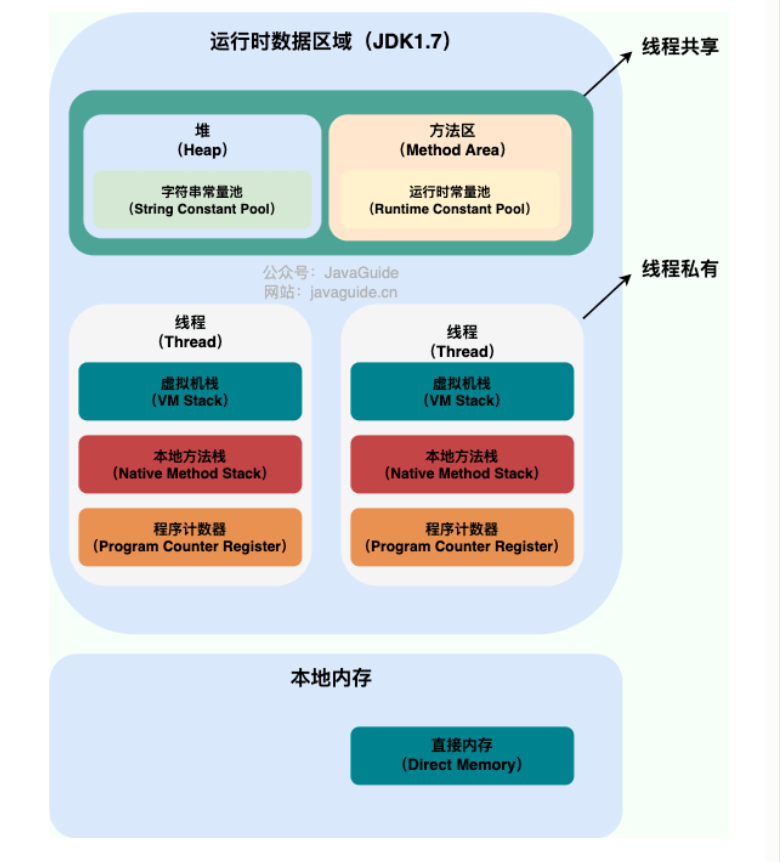 运行时数据区域（JDK1.7）
线程共享
堆
（Heap）
字符串常量池
（String Constant Pool）
方法区
（Method Area）
运行时常量池
（Runtime Constant Pool）
公众号：JavaGuide
网站：javaguide.cn
线程私有
线程
（Thread）
虚拟机栈
（VM Stack）
本地方法栈
（Native Method Stack）
程序计数器
（Program Counter Register）
线程
（Thread）
虚拟机栈
（VM Stack）
本地方法栈
（Native Method Stack）
程序计数器
（Program Counter Register）
本地内存
直接内存
（Direct Memory）